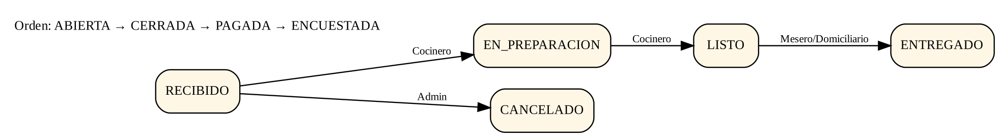 Orden: ABIERTA → CERRADA → PAGADA → ENCUESTADA
RECIBIDO
Cocinero
EN_PREPARACION
Cocinero
LISTO
Mesero/Domiciliario
ENTREGADO
Admin
CANCELADO